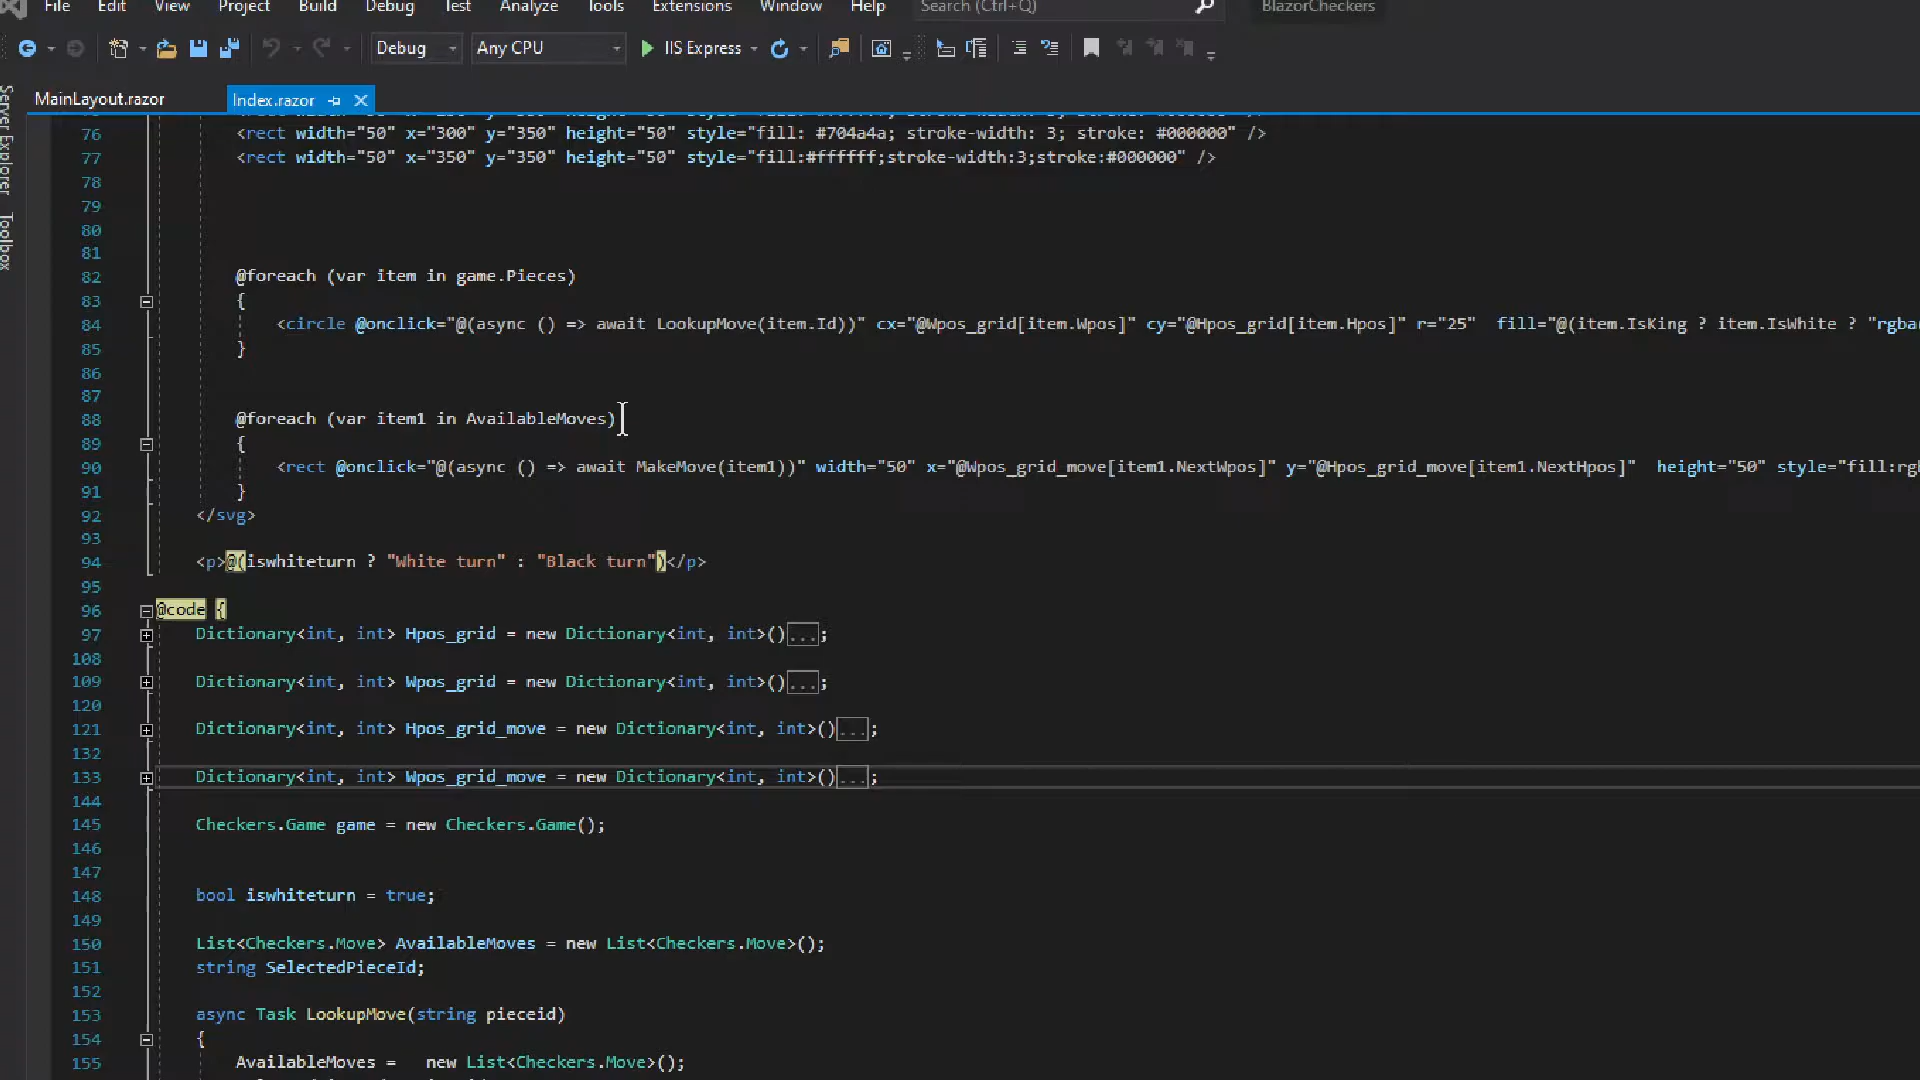 File Edit View Project Build Debug Test Analyze Tools Extensions Window Help Search (Ctrl+Q) BlazorCheckers
Debug Any CPU IIS Express
Server Explorer
Toolbox
MainLayout.razor Index.razor
76 <rect width="50" x="300" y="350" height="50" style="fill: #704a4a; stroke-width: 3; stroke: #000000" />
77 <rect width="50" x="350" y="350" height="50" style="fill:#ffffff;stroke-width:3;stroke:#000000" />
78
79
80
81
82 @foreach (var item in game.Pieces)
83 {
84 <circle @onclick="@(async () => await LookupMove(item.Id))" cx="@Wpos_grid[item.Wpos]" cy="@Hpos_grid[item.Hpos]" r="25" fill="@(item.IsKing ? item.IsWhite ? "rgba
85 }
86
87
88 @foreach (var item1 in AvailableMoves)
89 {
90 <rect @onclick="@(async () => await MakeMove(item1))" width="50" x="@Wpos_grid_move[item1.NextWpos]" y="@Hpos_grid_move[item1.NextHpos]" height="50" style="fill:rgb
91 }
92 </svg>
93
94 <p>@(iswhiteturn ? "White turn" : "Black turn")</p>
95
96 @code {
97 Dictionary<int, int> Hpos_grid = new Dictionary<int, int>()...;
108
109 Dictionary<int, int> Wpos_grid = new Dictionary<int, int>()...;
120
121 Dictionary<int, int> Hpos_grid_move = new Dictionary<int, int>()...;
132
133 Dictionary<int, int> Wpos_grid_move = new Dictionary<int, int>()...;
144
145 Checkers.Game game = new Checkers.Game();
146
147
148 bool iswhiteturn = true;
149
150 List<Checkers.Move> AvailableMoves = new List<Checkers.Move>();
151 string SelectedPieceId;
152
153 async Task LookupMove(string pieceid)
154 {
155 AvailableMoves = new List<Checkers.Move>();